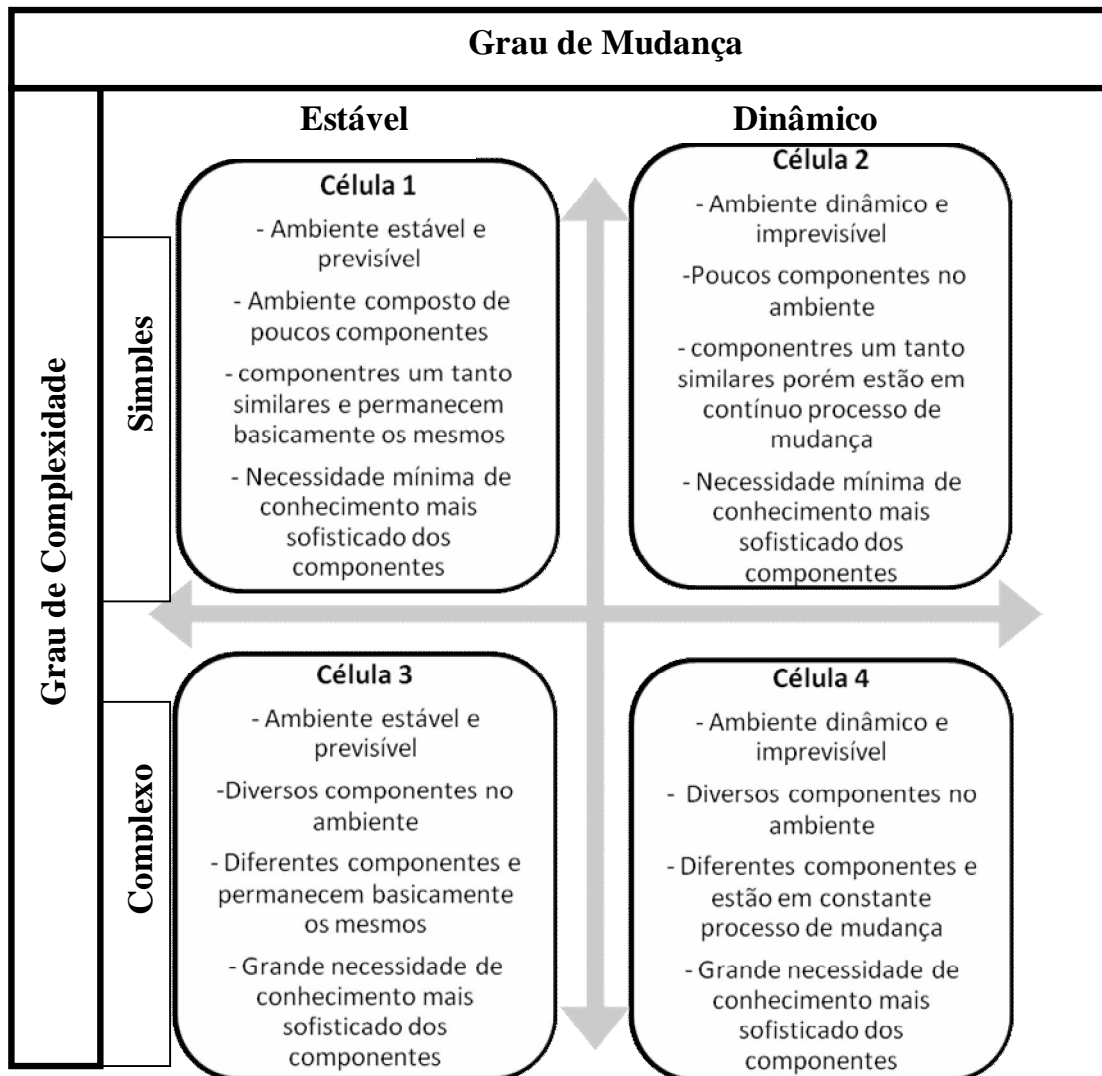 Grau de Mudança
Grau de Complexidade
Estável
Dinâmico
Simples
Célula 1
- Ambiente estável e
previsível
- Ambiente composto de
poucos componentes
- componentres um tanto
similares e permanecem
basicamente os mesmos
- Necessidade mínima de
conhecimento mais
sofisticado dos
componentes
Célula 2
- Ambiente dinâmico e
imprevisível
-Poucos componentes no
ambiente
- componentres um tanto
similares porém estão em
contínuo processo de
mudança
- Necessidade mínima de
conhecimento mais
sofisticado dos
componentes
Complexo
Célula 3
- Ambiente estável e
previsível
-Diversos componentes no
ambiente
- Diferentes componentes e
permanecem basicamente
os mesmos
- Grande necessidade de
conhecimento mais
sofisticado dos
componentes
Célula 4
- Ambiente dinâmico e
imprevisível
- Diversos componentes no
ambiente
- Diferentes componentes e
estão em constante
processo de mudança
- Grande necessidade de
conhecimento mais
sofisticado dos
componentes